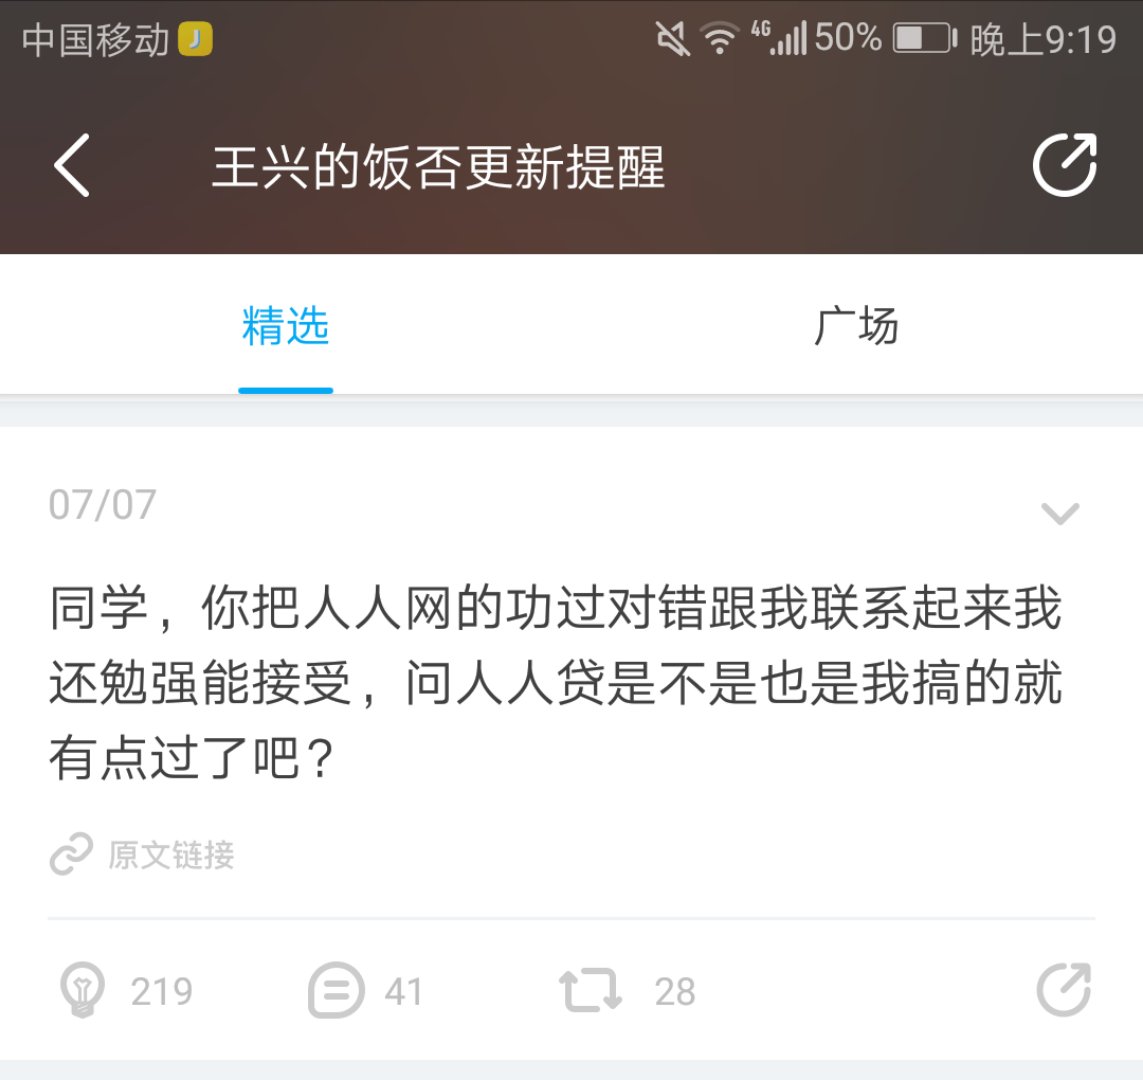 中国移动
4G 50% 晚上9:19
王兴的饭否更新提醒
精选
广场
07/07
同学，你把人人网的功过对错跟我联系起来我
还勉强能接受，问人人贷是不是也是我搞的就
有点过了吧？
原文链接
219
41
28